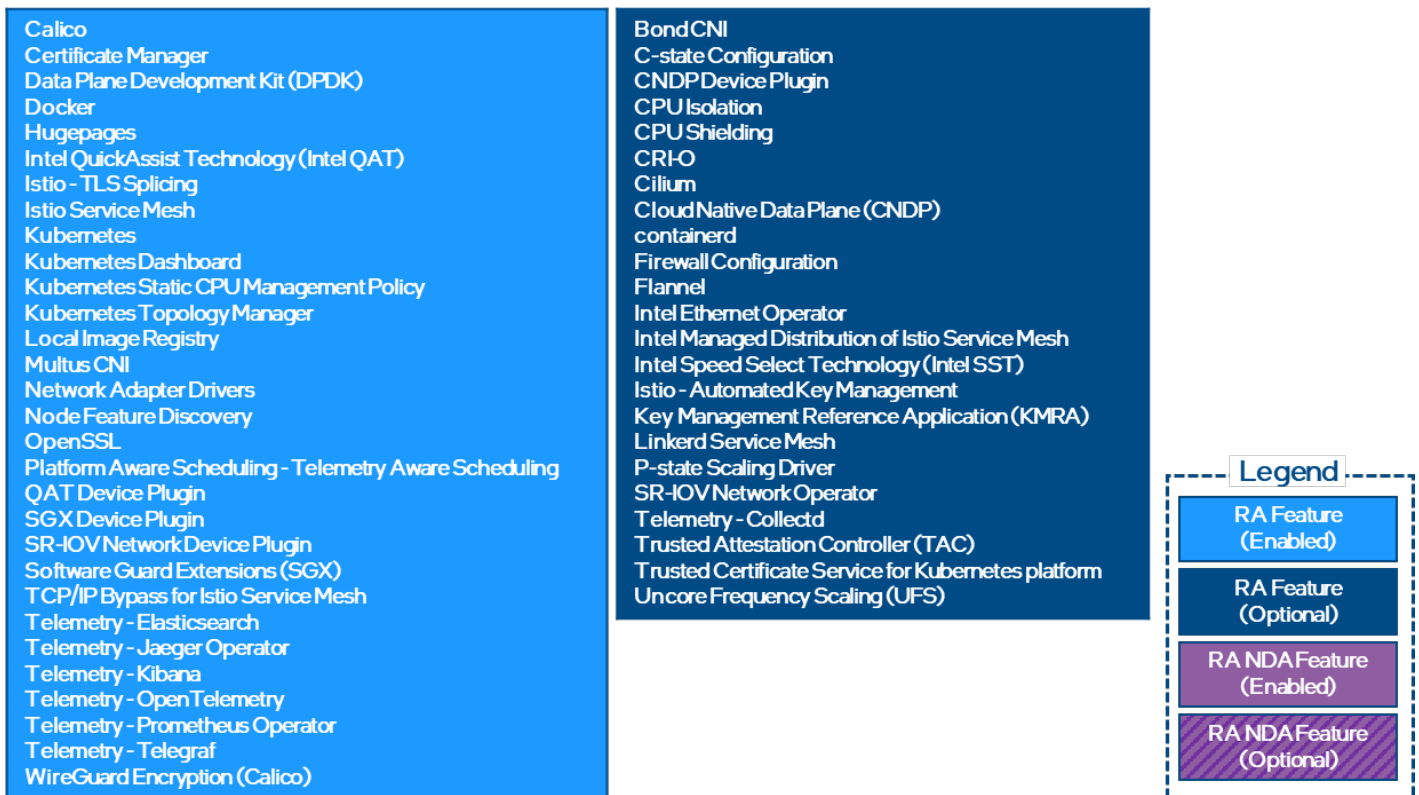 Calico
Certificate Manager
Data Plane Development Kit (DPDK)
Docker
Hugepages
Intel QuickAssist Technology (Intel QAT)
Istio - TLS Splicing
Istio Service Mesh
Kubernetes
Kubernetes Dashboard
Kubernetes Static CPU Management Policy
Kubernetes Topology Manager
Local Image Registry
Multus CNI
Network Adapter Drivers
Node Feature Discovery
OpenSSL
Platform Aware Scheduling - Telemetry Aware Scheduling
QAT Device Plugin
SGX Device Plugin
SR-IOV Network Device Plugin
Software Guard Extensions (SGX)
TCP/IP Bypass for Istio Service Mesh
Telemetry - Elasticsearch
Telemetry - Jaeger Operator
Telemetry - Kibana
Telemetry - OpenTelemetry
Telemetry - Prometheus Operator
Telemetry - Telegraf
WireGuard Encryption (Calico)
Bond CNI
C-state Configuration
CNDP Device Plugin
CPU Isolation
CPU Shielding
CRI-O
Cilium
Cloud Native Data Plane (CNDP)
containerd
Firewall Configuration
Flannel
Intel Ethernet Operator
Intel Managed Distribution of Istio Service Mesh
Intel Speed Select Technology (Intel SST)
Istio - Automated Key Management
Key Management Reference Application (KMRA)
Linkerd Service Mesh
P-state Scaling Driver
SR-IOV Network Operator
Telemetry - Collectd
Trusted Attestation Controller (TAC)
Trusted Certificate Service for Kubernetes platform
Uncore Frequency Scaling (UFS)
Legend
RA Feature
(Enabled)
RA Feature
(Optional)
RA NDA Feature
(Enabled)
RA NDA Feature
(Optional)